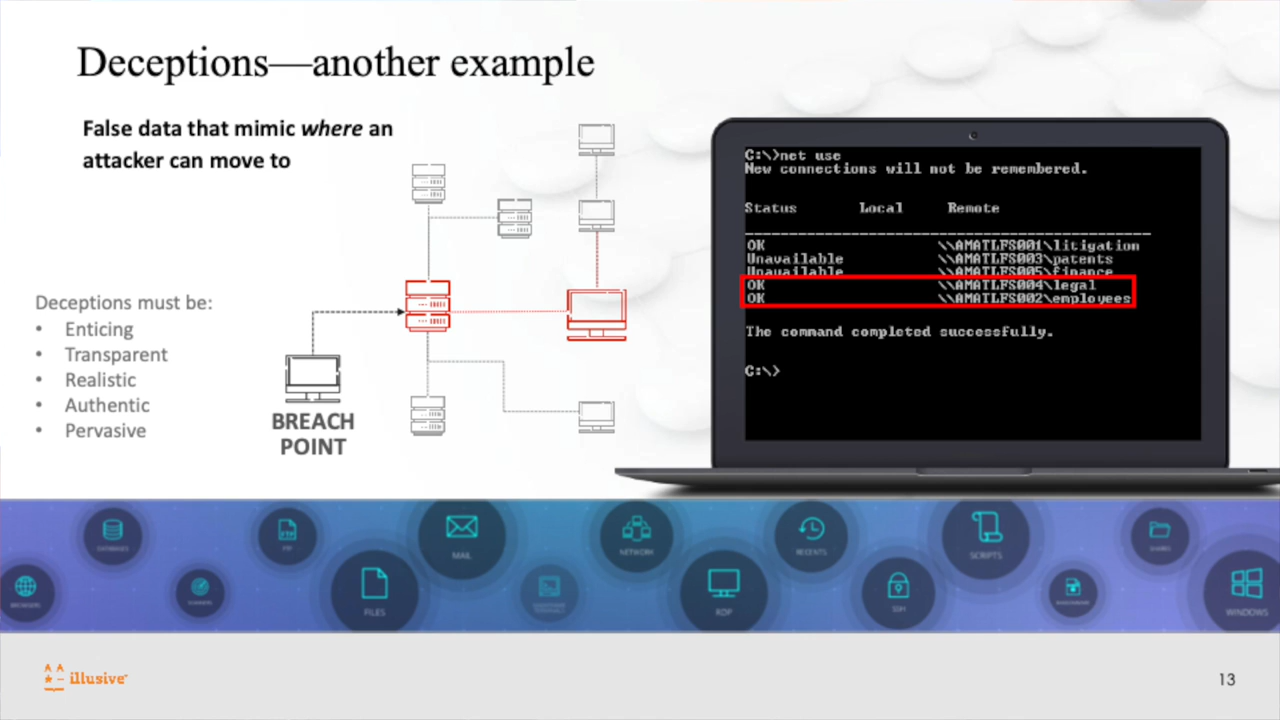 Deceptions—another example
False data that mimic where an
attacker can move to
Deceptions must be:
• Enticing
• Transparent
• Realistic
• Authentic
• Pervasive
BREACH
POINT
C:\>net use
New connections will not be remembered.
Status Local Remote
OK \\AMATLFS001\litigation
Unavailable \\AMATLFS003\patents
Unavailable \\AMATLFS005\finance
OK \\AMATLFS004\legal
OK \\AMATLFS002\employees
The command completed successfully.
C:\>
DATABASES
FTP
MAIL
NETWORK
RECENTS
SCRIPTS
SHARES
BROWSERS
FILES
RDP
SSH
WINDOWS
illusive
13